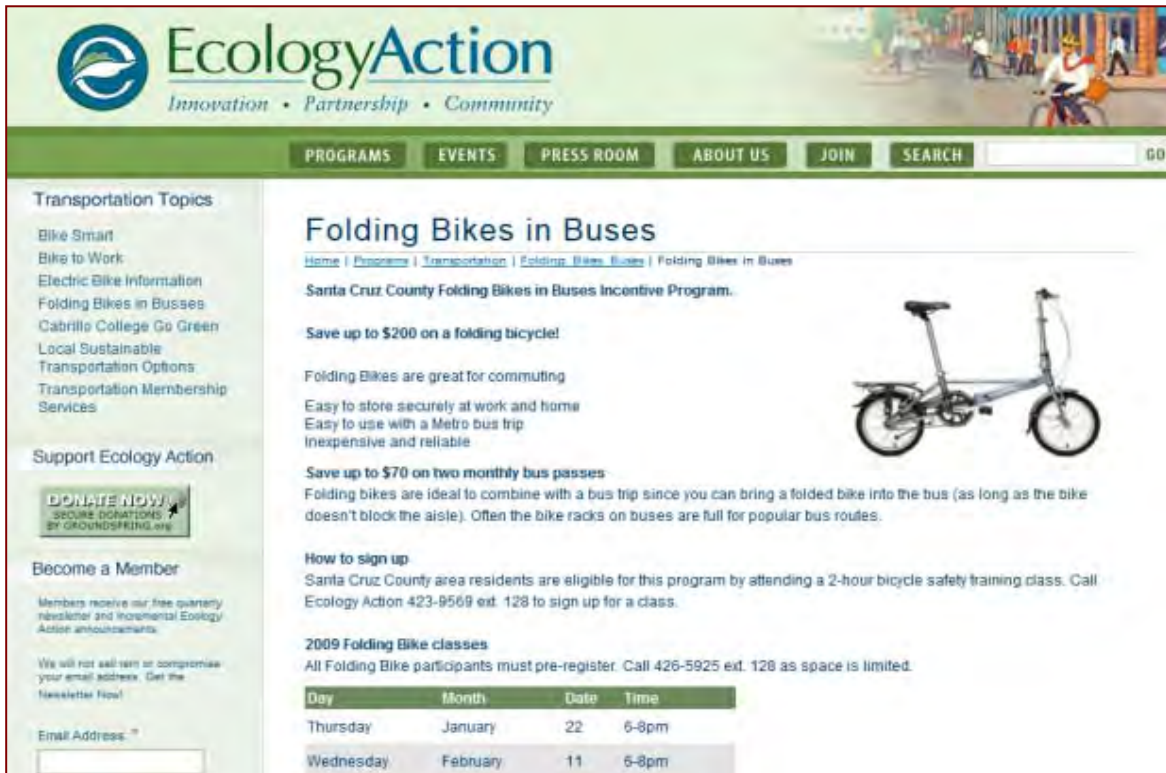 EcologyAction
Innovation • Partnership • Community
PROGRAMS EVENTS PRESS ROOM ABOUT US JOIN SEARCH GO
Transportation Topics
Bike Smart
Bike to Work
Electric Bike Information
Folding Bikes in Busses
Cabrillo College Go Green
Local Sustainable
Transportation Options
Transportation Membership
Services
Support Ecology Action
DONATE NOW
SECURE DONATIONS
BY GROUNDSPRING.org
Become a Member
Members receive our free quarterly
newsletter and incremental Ecology
Action announcements.
We will not sell rent or compromise
your email address. Get the
Newsletter Now!
Email Address: *
Folding Bikes in Buses
Home | Programs | Transportation | Folding Bikes Buses | Folding Bikes in Buses
Santa Cruz County Folding Bikes in Buses Incentive Program.
Save up to $200 on a folding bicycle!
Folding Bikes are great for commuting
Easy to store securely at work and home
Easy to use with a Metro bus trip
Inexpensive and reliable
Save up to $70 on two monthly bus passes
Folding bikes are ideal to combine with a bus trip since you can bring a folded bike into the bus (as long as the bike
doesn't block the aisle). Often the bike racks on buses are full for popular bus routes.
How to sign up
Santa Cruz County area residents are eligible for this program by attending a 2-hour bicycle safety training class. Call
Ecology Action 423-9569 ext. 128 to sign up for a class.
2009 Folding Bike classes
All Folding Bike participants must pre-register. Call 426-5925 ext. 128 as space is limited.
Day Month Date Time
Thursday January 22 6-8pm
Wednesday February 11 6-8pm